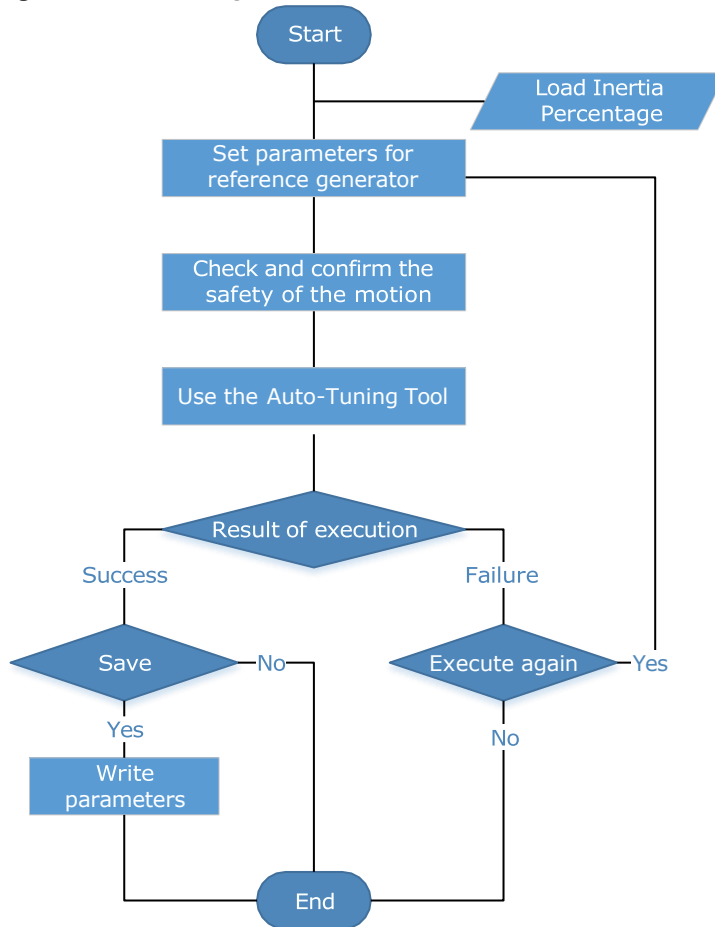 Start
Load Inertia
Percentage
Set parameters for
reference generator
Check and confirm the
safety of the motion
Use the Auto-Tuning Tool
Result of execution
Success
Failure
Save
No
Execute again
Yes
Yes
No
Write
parameters
End